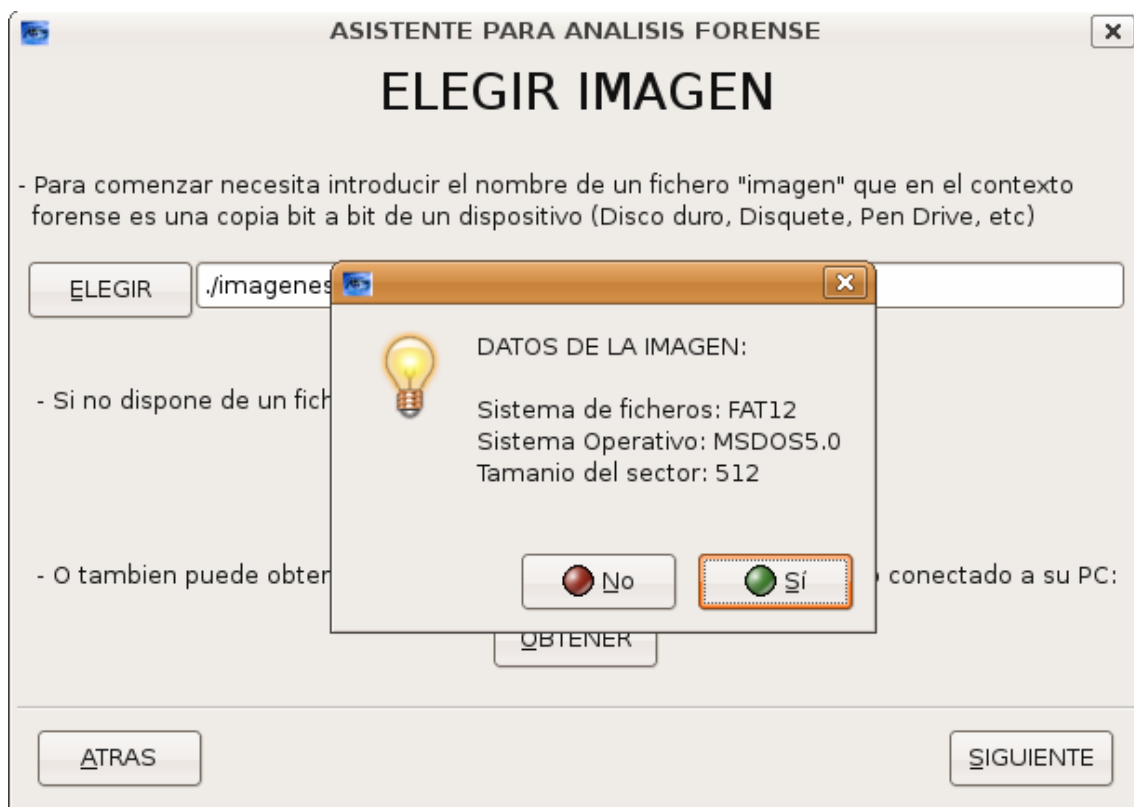 ASISTENTE PARA ANALISIS FORENSE
ELEGIR IMAGEN
- Para comenzar necesita introducir el nombre de un fichero "imagen" que en el contexto
forense es una copia bit a bit de un dispositivo (Disco duro, Disquete, Pen Drive, etc)
ELEGIR ./imagenes
- Si no dispone de un
DATOS DE LA IMAGEN:
Sistema de ficheros: FAT12
Sistema Operativo: MSDOS5.0
Tamanio del sector: 512
No Sí
- O tambien puede conectado a su PC:
OBTENER
ATRAS SIGUIENTE